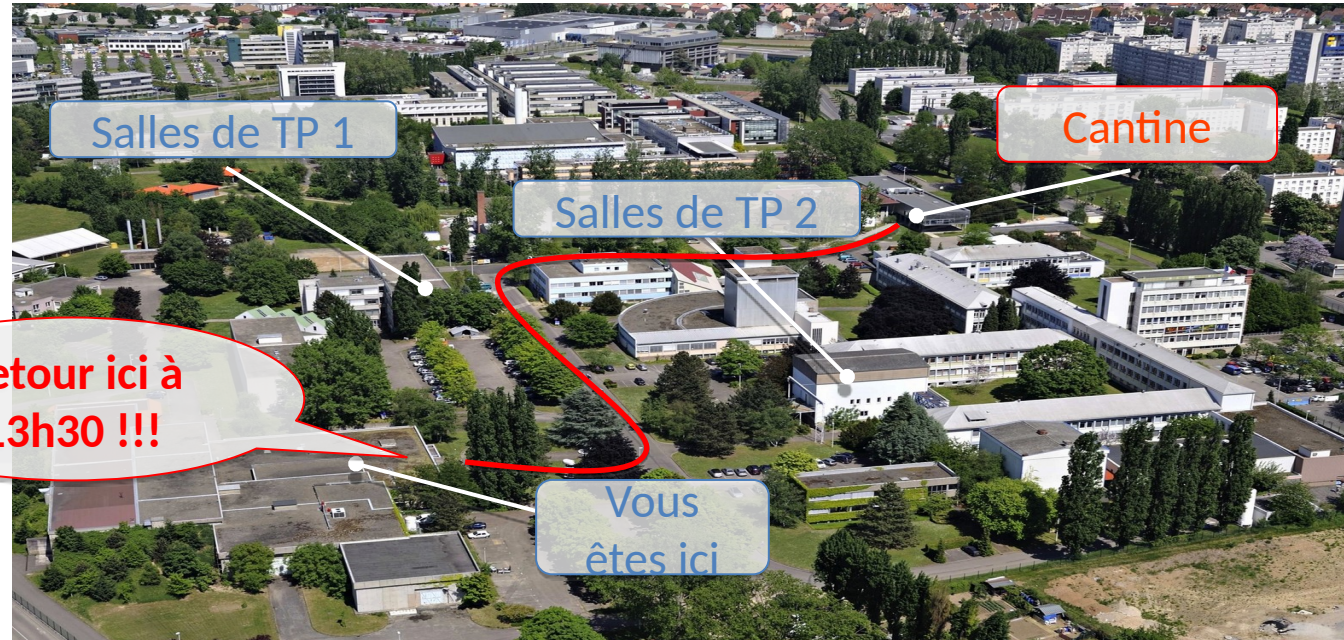 Salles de TP 1
Cantine
Salles de TP 2
etour ici à
13h30 !!!
Vous
êtes ici